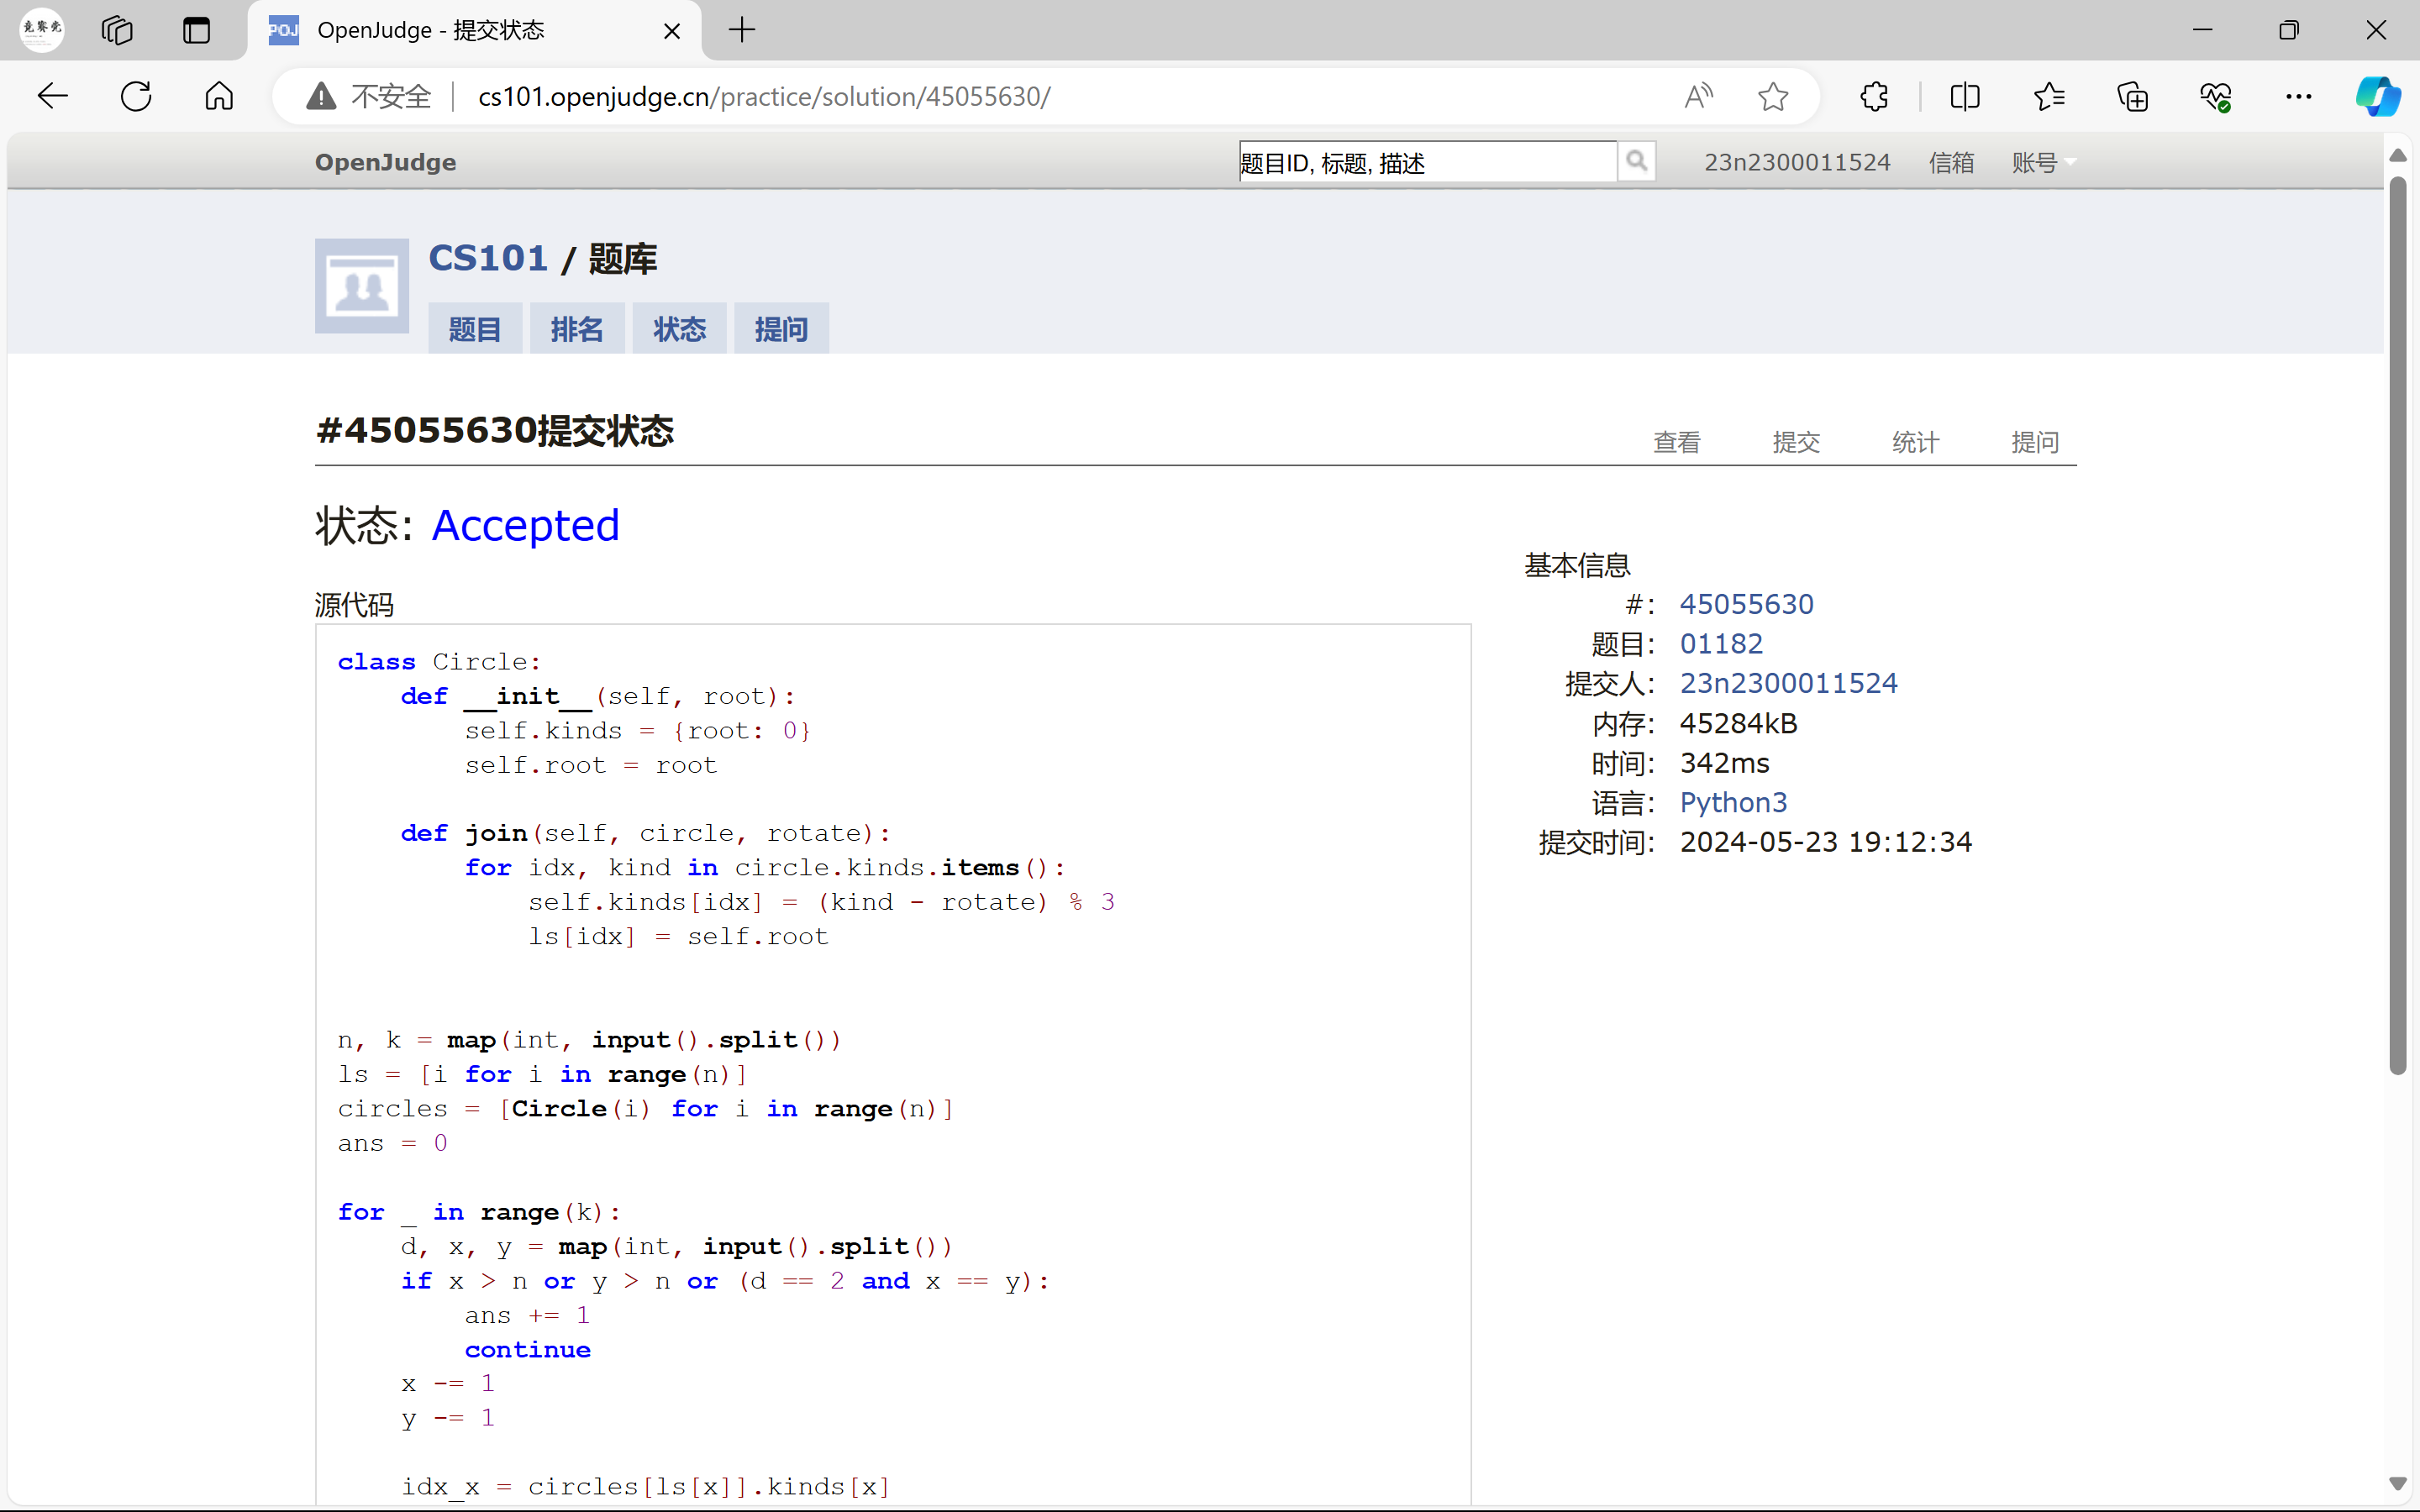 OpenJudge - 提交状态
不安全
cs101.openjudge.cn/practice/solution/45055630/
OpenJudge
题目ID, 标题, 描述
23n2300011524 信箱 账号
CS101 / 题库
题目 排名 状态 提问
#45055630提交状态
查看 提交 统计 提问
状态: Accepted
源代码
class Circle:
    def __init__(self, root):
        self.kinds = {root: 0}
        self.root = root
    def join(self, circle, rotate):
        for idx, kind in circle.kinds.items():
            self.kinds[idx] = (kind - rotate) % 3
            ls[idx] = self.root
n, k = map(int, input().split())
ls = [i for i in range(n)]
circles = [Circle(i) for i in range(n)]
ans = 0
for _ in range(k):
    d, x, y = map(int, input().split())
    if x > n or y > n or (d == 2 and x == y):
        ans += 1
        continue
    x -= 1
    y -= 1
    idx_x = circles[ls[x]].kinds[x]
基本信息
#: 45055630
题目: 01182
提交人: 23n2300011524
内存: 45284kB
时间: 342ms
语言: Python3
提交时间: 2024-05-23 19:12:34